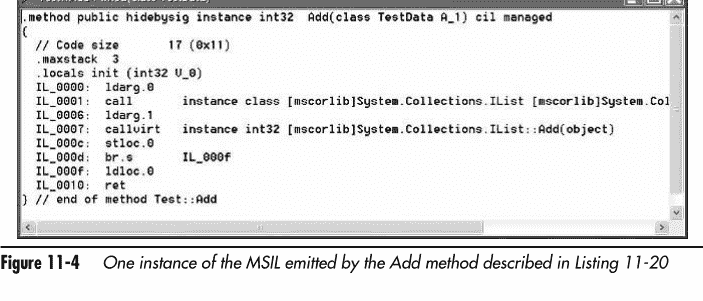 .method public hidebysig instance int32  Add(class TestData A_1) cil managed
{
  // Code size       17 (0x11)
  .maxstack  3
  .locals init (int32 V_0)
  IL_0000:  ldarg.0
  IL_0001:  call       instance class [mscorlib]System.Collections.IList [mscorlib]System.Col
  IL_0006:  ldarg.1
  IL_0007:  callvirt   instance int32 [mscorlib]System.Collections.IList::Add(object)
  IL_000c:  stloc.0
  IL_000d:  br.s       IL_000f
  IL_000f:  ldloc.0
  IL_0010:  ret
} // end of method Test::Add
Figure 11-4 One instance of the MSIL emitted by the Add method described in Listing 11-20